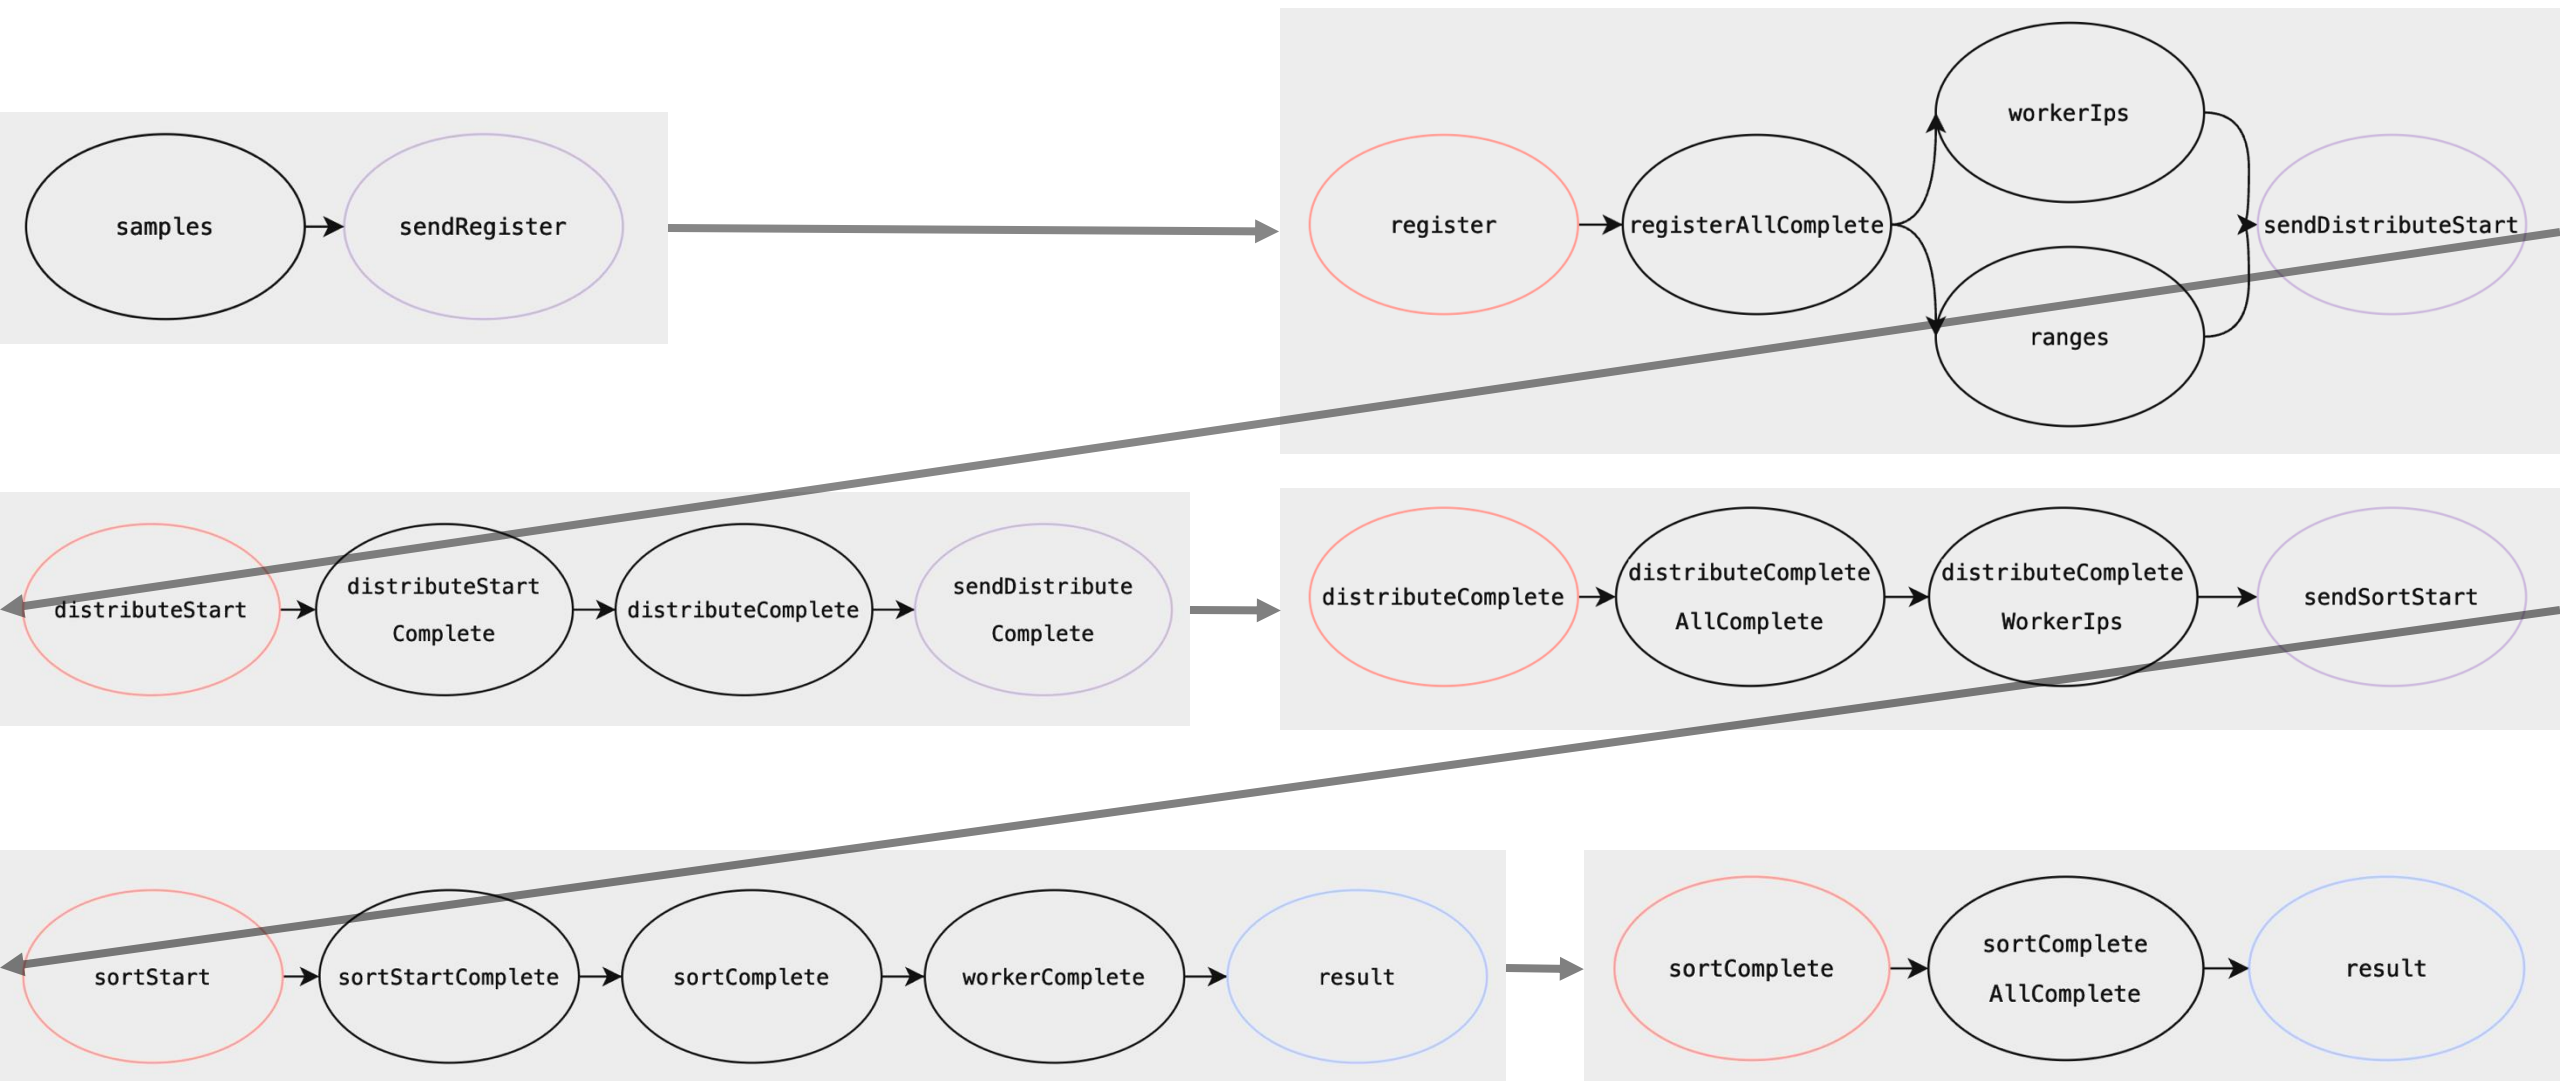 samples
sendRegister
register
registerAllComplete
workerIps
ranges
sendDistributeStart
distributeStart
distributeStart
Complete
distributeComplete
sendDistribute
Complete
distributeComplete
distributeComplete
AllComplete
distributeComplete
WorkerIps
sendSortStart
sortStart
sortStartComplete
sortComplete
workerComplete
result
sortComplete
sortComplete
AllComplete
result